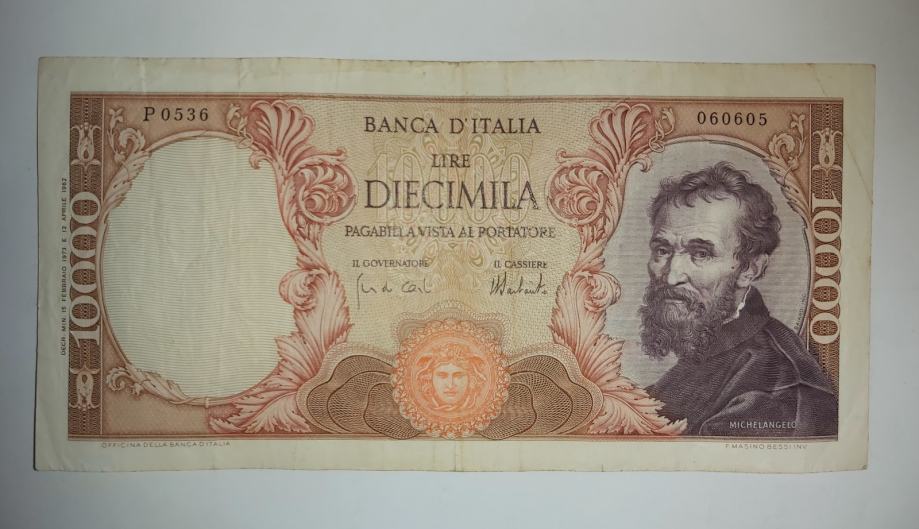 P 0536
060605
BANCA D'ITALIA
LIRE
DIECIMILA
PAGABILI A VISTA AL PORTATORE
IL GOVERNATORE
IL CASSIERE
10000
10000
DECR. MIN. 15 FEBBRAIO 1973 E 12 APRILE 1962
MICHELANGELO
OFFICINA DELLA BANCA D'ITALIA
F. MASINO BESSI INV.